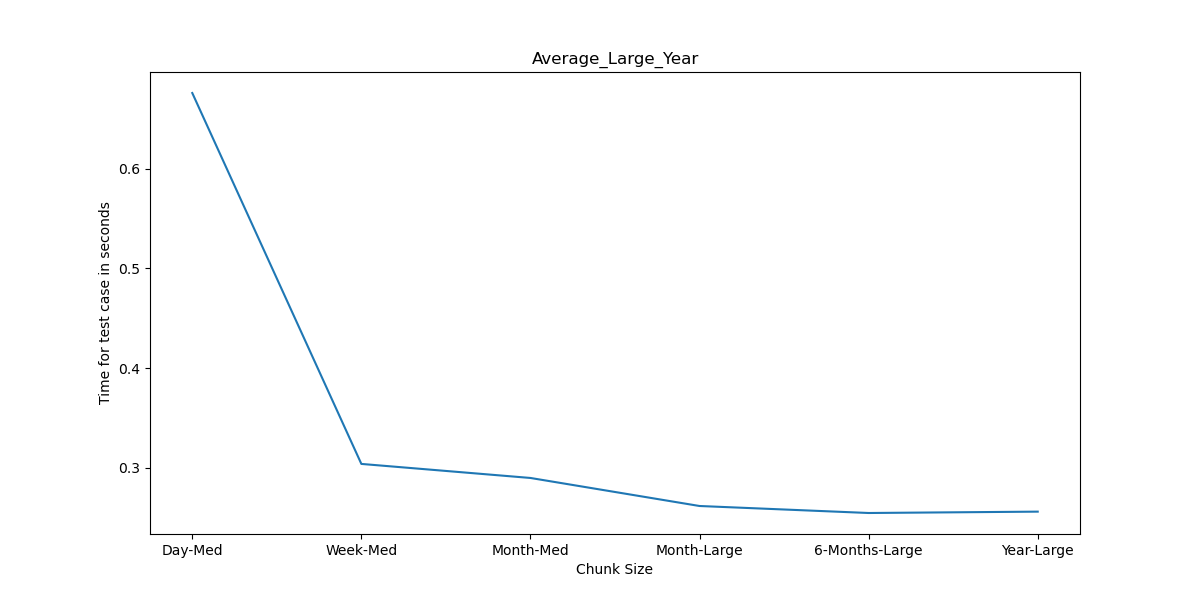 Average_Large_Year
Time for test case in seconds
0.6
0.5
0.4
0.3
Day-Med
Week-Med
Month-Med
Month-Large
6-Months-Large
Year-Large
Chunk Size